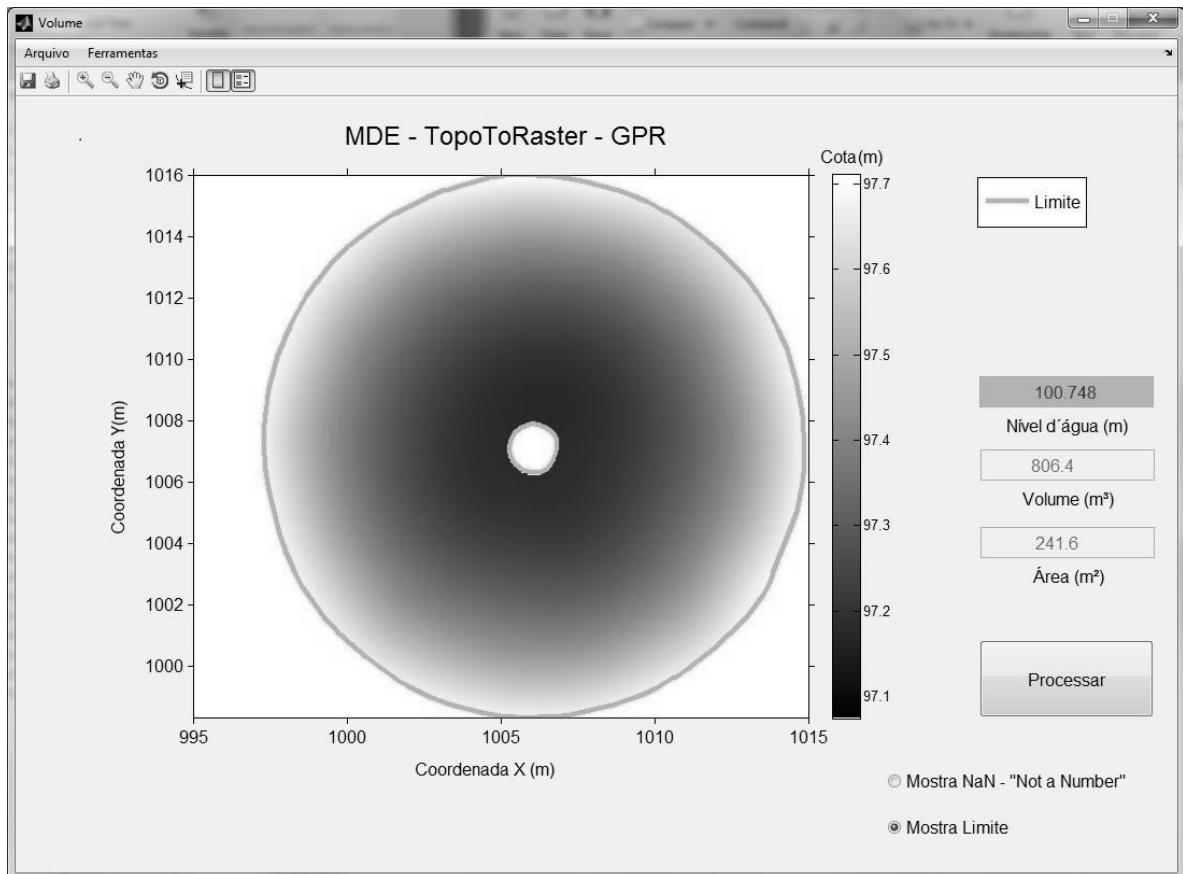 Volume
Arquivo Ferramentas
MDE - TopoToRaster - GPR
Cota(m)
1016
1014
1012
1010
1008
1006
1004
1002
1000
Coordenada Y(m)
995 1000 1005 1010 1015
Coordenada X (m)
97.7
97.6
97.5
97.4
97.3
97.2
97.1
Limite
100.748
Nível d´água (m)
806.4
Volume (m³)
241.6
Área (m²)
Processar
Mostra NaN - "Not a Number"
Mostra Limite